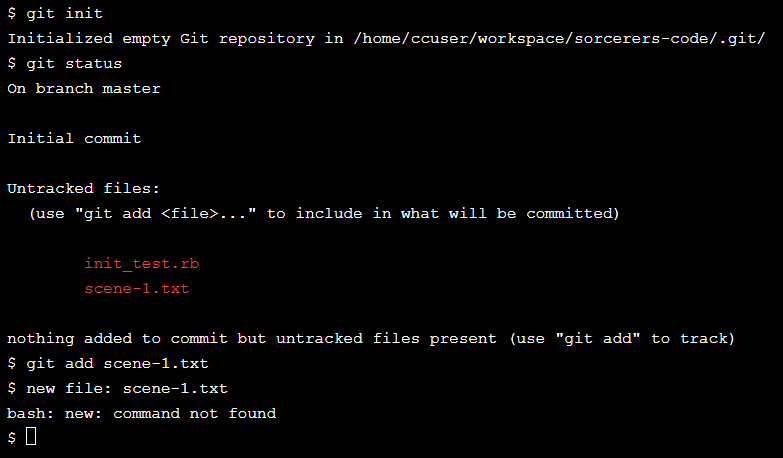 $ git init
Initialized empty Git repository in /home/ccuser/workspace/sorcerers-code/.git/
$ git status
On branch master
Initial commit
Untracked files:
  (use "git add <file>..." to include in what will be committed)
        init_test.rb
        scene-1.txt
nothing added to commit but untracked files present (use "git add" to track)
$ git add scene-1.txt
$ new file: scene-1.txt
bash: new: command not found
$